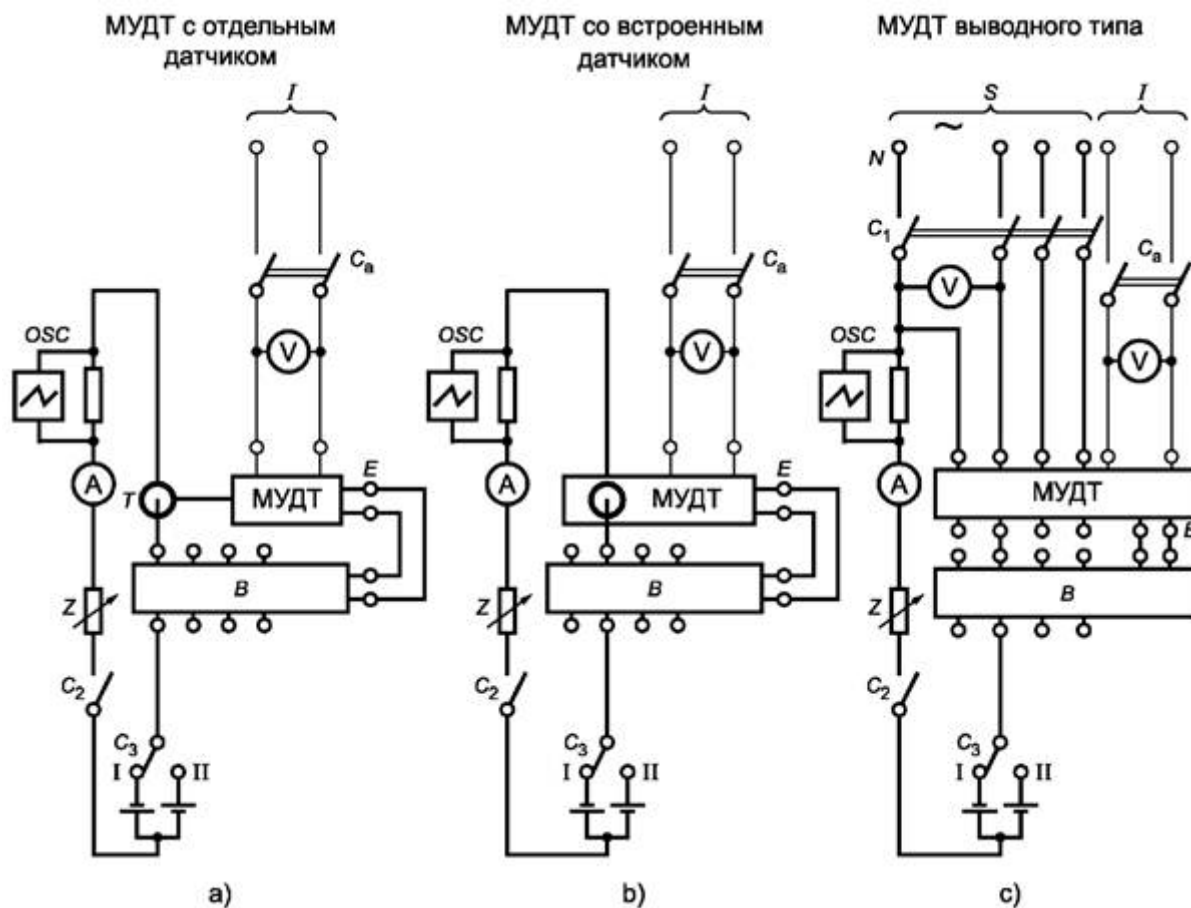 МУДТ с отдельным
датчиком
МУДТ со встроенным
датчиком
МУДТ выводного типа
I
I
S
I
~
N
C1
Ca
Ca
Ca
V
OSC
V
OSC
V
OSC
V
A
T
МУДТ
E
A
МУДТ
E
A
МУДТ
E
B
B
B
Z
Z
Z
C2
C2
C2
C3
C3
C3
I
II
I
II
I
II
a)
b)
c)